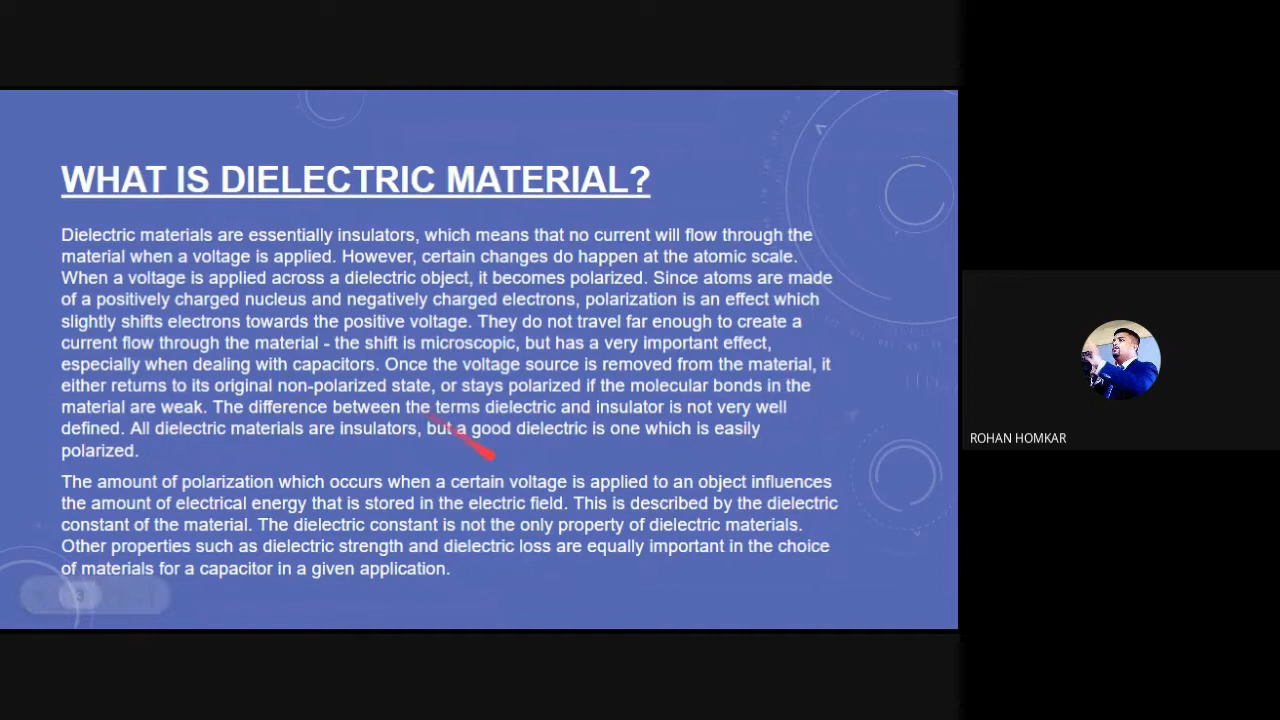 WHAT IS DIELECTRIC MATERIAL?
Dielectric materials are essentially insulators, which means that no current will flow through the
material when a voltage is applied. However, certain changes do happen at the atomic scale.
When a voltage is applied across a dielectric object, it becomes polarized. Since atoms are made
of a positively charged nucleus and negatively charged electrons, polarization is an effect which
slightly shifts electrons towards the positive voltage. They do not travel far enough to create a
current flow through the material - the shift is microscopic, but has a very important effect,
especially when dealing with capacitors. Once the voltage source is removed from the material, it
either returns to its original non-polarized state, or stays polarized if the molecular bonds in the
material are weak. The difference between the terms dielectric and insulator is not very well
defined. All dielectric materials are insulators, but a good dielectric is one which is easily
polarized.
The amount of polarization which occurs when a certain voltage is applied to an object influences
the amount of electrical energy that is stored in the electric field. This is described by the dielectric
constant of the material. The dielectric constant is not the only property of dielectric materials.
Other properties such as dielectric strength and dielectric loss are equally important in the choice
of materials for a capacitor in a given application.
3
ROHAN HOMKAR